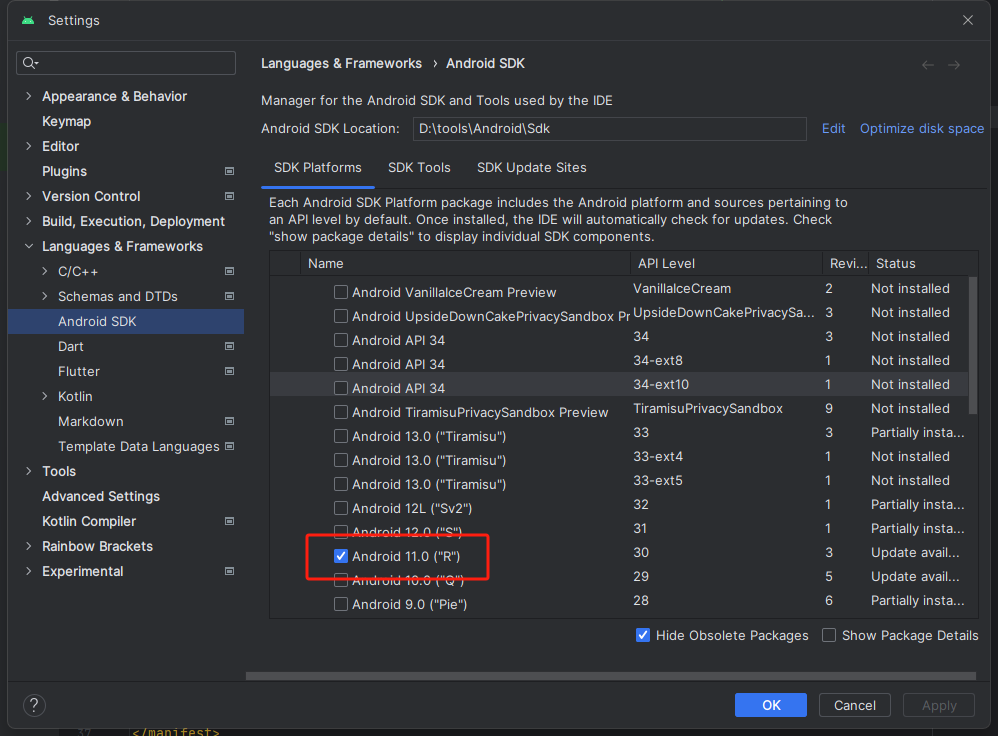 Settings
Languages & Frameworks › Android SDK
Appearance & Behavior
Keymap
Editor
Plugins
Version Control
Build, Execution, Deployment
Languages & Frameworks
C/C++
Schemas and DTDs
Android SDK
Dart
Flutter
Kotlin
Markdown
Template Data Languages
Tools
Advanced Settings
Kotlin Compiler
Rainbow Brackets
Experimental
Manager for the Android SDK and Tools used by the IDE
Android SDK Location: D:\tools\Android\Sdk Edit Optimize disk space
SDK Platforms SDK Tools SDK Update Sites
Each Android SDK Platform package includes the Android platform and sources pertaining to
an API level by default. Once installed, the IDE will automatically check for updates. Check
"show package details" to display individual SDK components.
Name API Level Revi... Status
Android VanillaIceCream Preview VanillaIceCream 2 Not installed
Android UpsideDownCakePrivacySandbox Pr UpsideDownCakePrivacySa... 3 Not installed
Android API 34 34 3 Not installed
Android API 34 34-ext8 1 Not installed
Android API 34 34-ext10 1 Not installed
Android TiramisuPrivacySandbox Preview TiramisuPrivacySandbox 9 Not installed
Android 13.0 ("Tiramisu") 33 3 Partially insta...
Android 13.0 ("Tiramisu") 33-ext4 1 Not installed
Android 13.0 ("Tiramisu") 33-ext5 1 Not installed
Android 12L ("Sv2") 32 1 Partially insta...
Android 12.0 ("S") 31 1 Partially insta...
Android 11.0 ("R") 30 3 Update avail...
Android 10.0 ("Q") 29 5 Update avail...
Android 9.0 ("Pie") 28 6 Partially insta...
Hide Obsolete Packages Show Package Details
? OK Cancel Apply
37 </manifest>